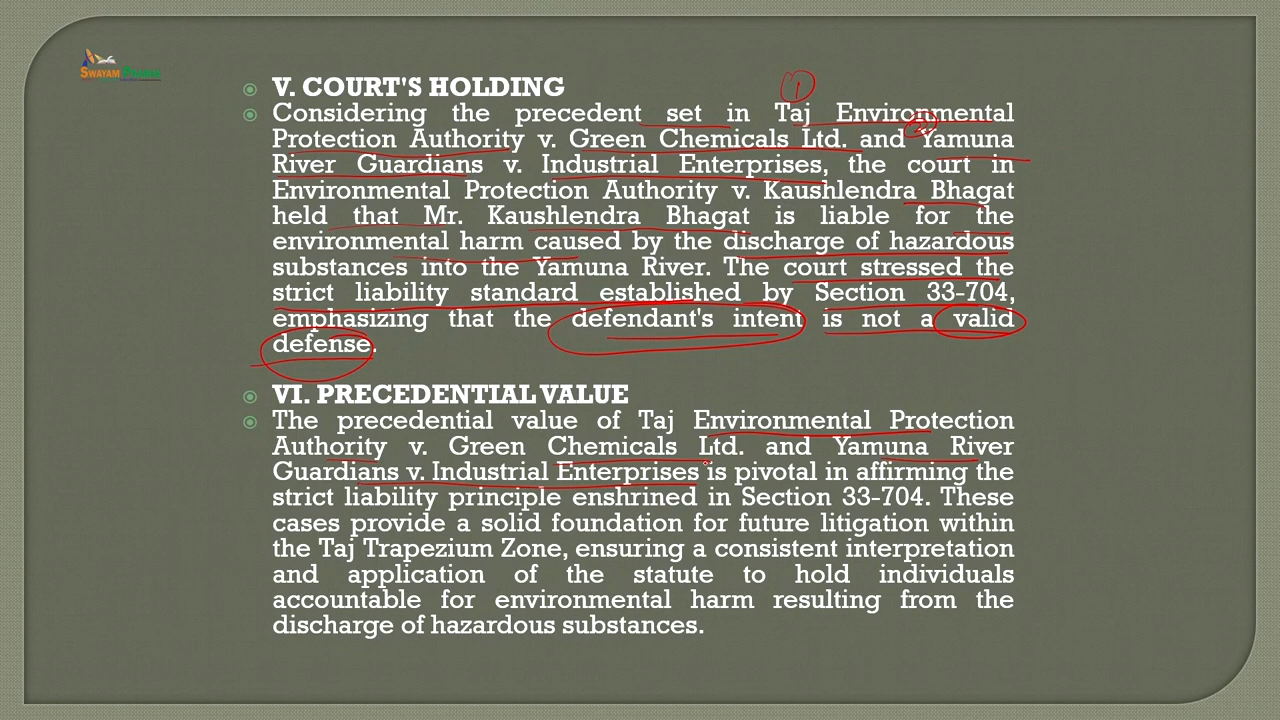 SWAYAM PRABHA
V. COURT'S HOLDING
1
Considering the precedent set in Taj Environmental
2
Protection Authority v. Green Chemicals Ltd. and Yamuna
River Guardians v. Industrial Enterprises, the court in
Environmental Protection Authority v. Kaushlendra Bhagat
held that Mr. Kaushlendra Bhagat is liable for the
environmental harm caused by the discharge of hazardous
substances into the Yamuna River. The court stressed the
strict liability standard established by Section 33-704,
emphasizing that the defendant's intent is not a valid
defense.
VI. PRECEDENTIAL VALUE
The precedential value of Taj Environmental Protection
Authority v. Green Chemicals Ltd. and Yamuna River
Guardians v. Industrial Enterprises is pivotal in affirming the
strict liability principle enshrined in Section 33-704. These
cases provide a solid foundation for future litigation within
the Taj Trapezium Zone, ensuring a consistent interpretation
and application of the statute to hold individuals
accountable for environmental harm resulting from the
discharge of hazardous substances.